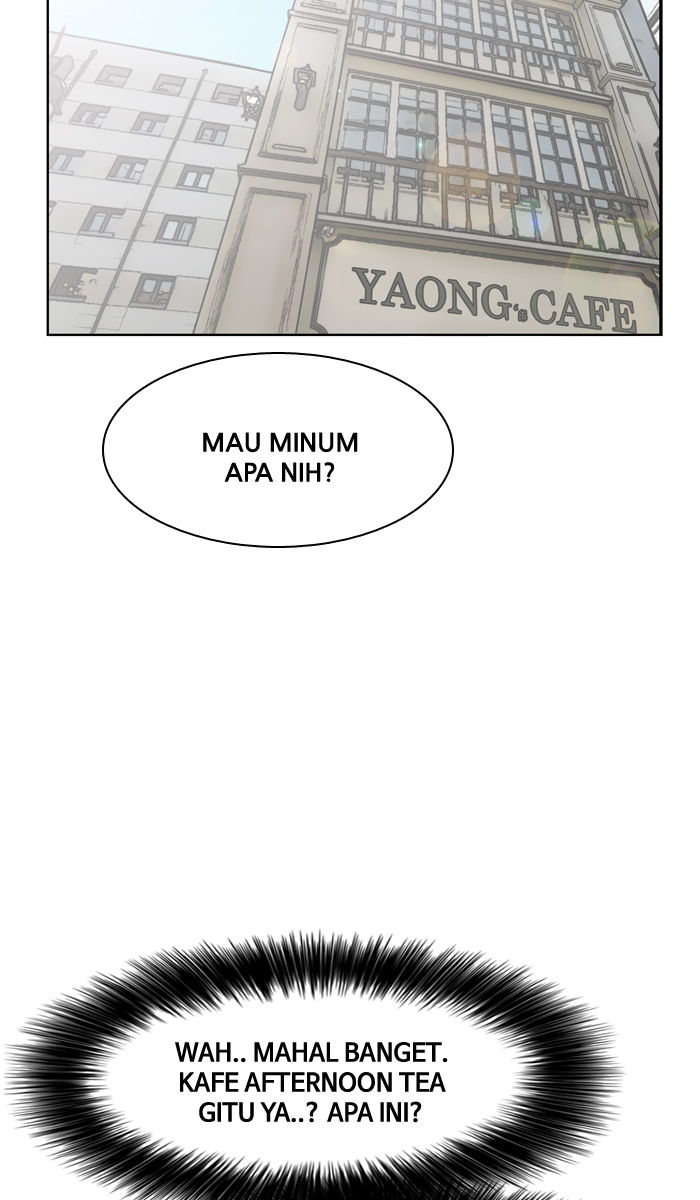 YAONG'S CAFE
MAU MINUM
APA NIH?
WAH.. MAHAL BANGET.
KAFE AFTERNOON TEA
GITU YA..? APA INI?